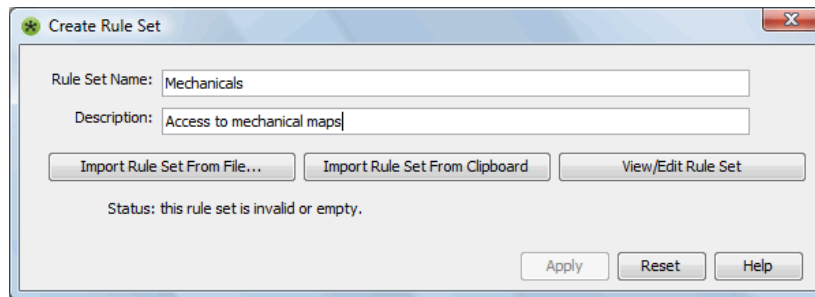 Create Rule Set
Rule Set Name: Mechanicals
Description: Access to mechanical maps
Import Rule Set From File... Import Rule Set From Clipboard View/Edit Rule Set
Status: this rule set is invalid or empty.
Apply Reset Help